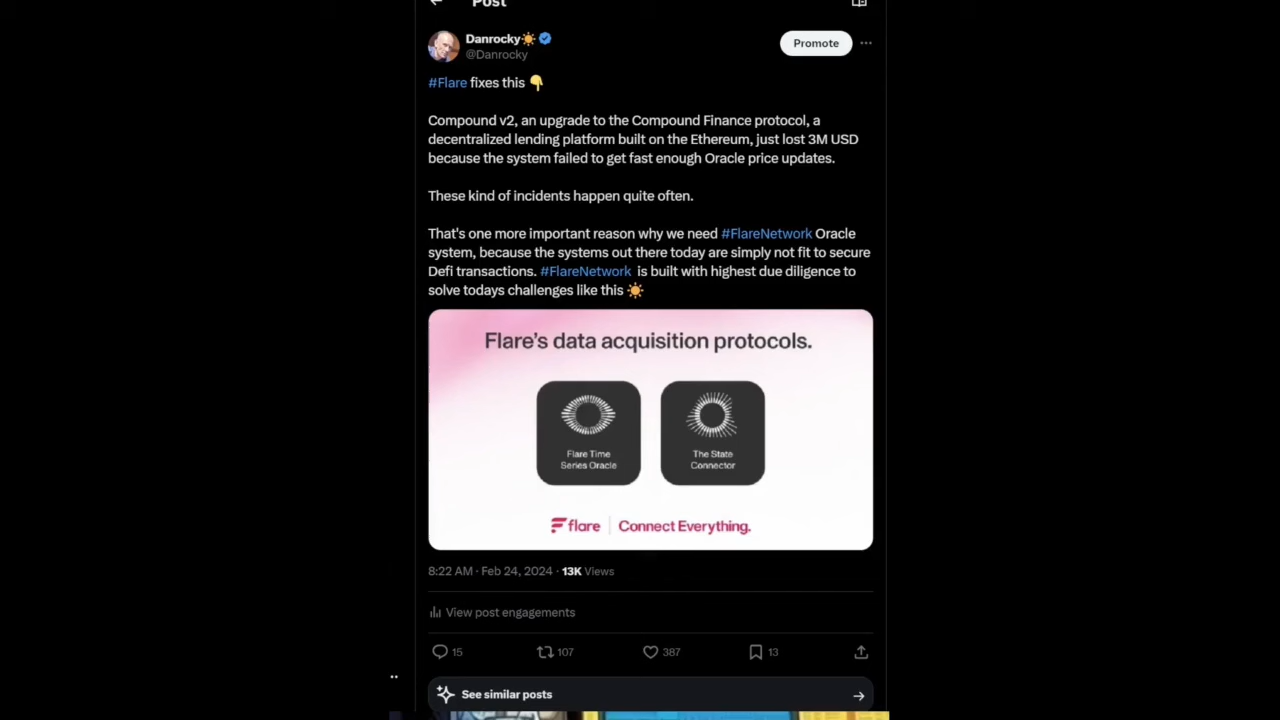 Post
Danrocky
Promote
@Danrocky
#Flare fixes this
Compound v2, an upgrade to the Compound Finance protocol, a
decentralized lending platform built on the Ethereum, just lost 3M USD
because the system failed to get fast enough Oracle price updates.
These kind of incidents happen quite often.
That's one more important reason why we need #FlareNetwork Oracle
system, because the systems out there today are simply not fit to secure
Defi transactions. #FlareNetwork is built with highest due diligence to
solve todays challenges like this
Flare's data acquisition protocols.
Flare Time
Series Oracle
The State
Connector
flare | Connect Everything.
8:22 AM · Feb 24, 2024 · 13K Views
View post engagements
15 107 387 13
See similar posts